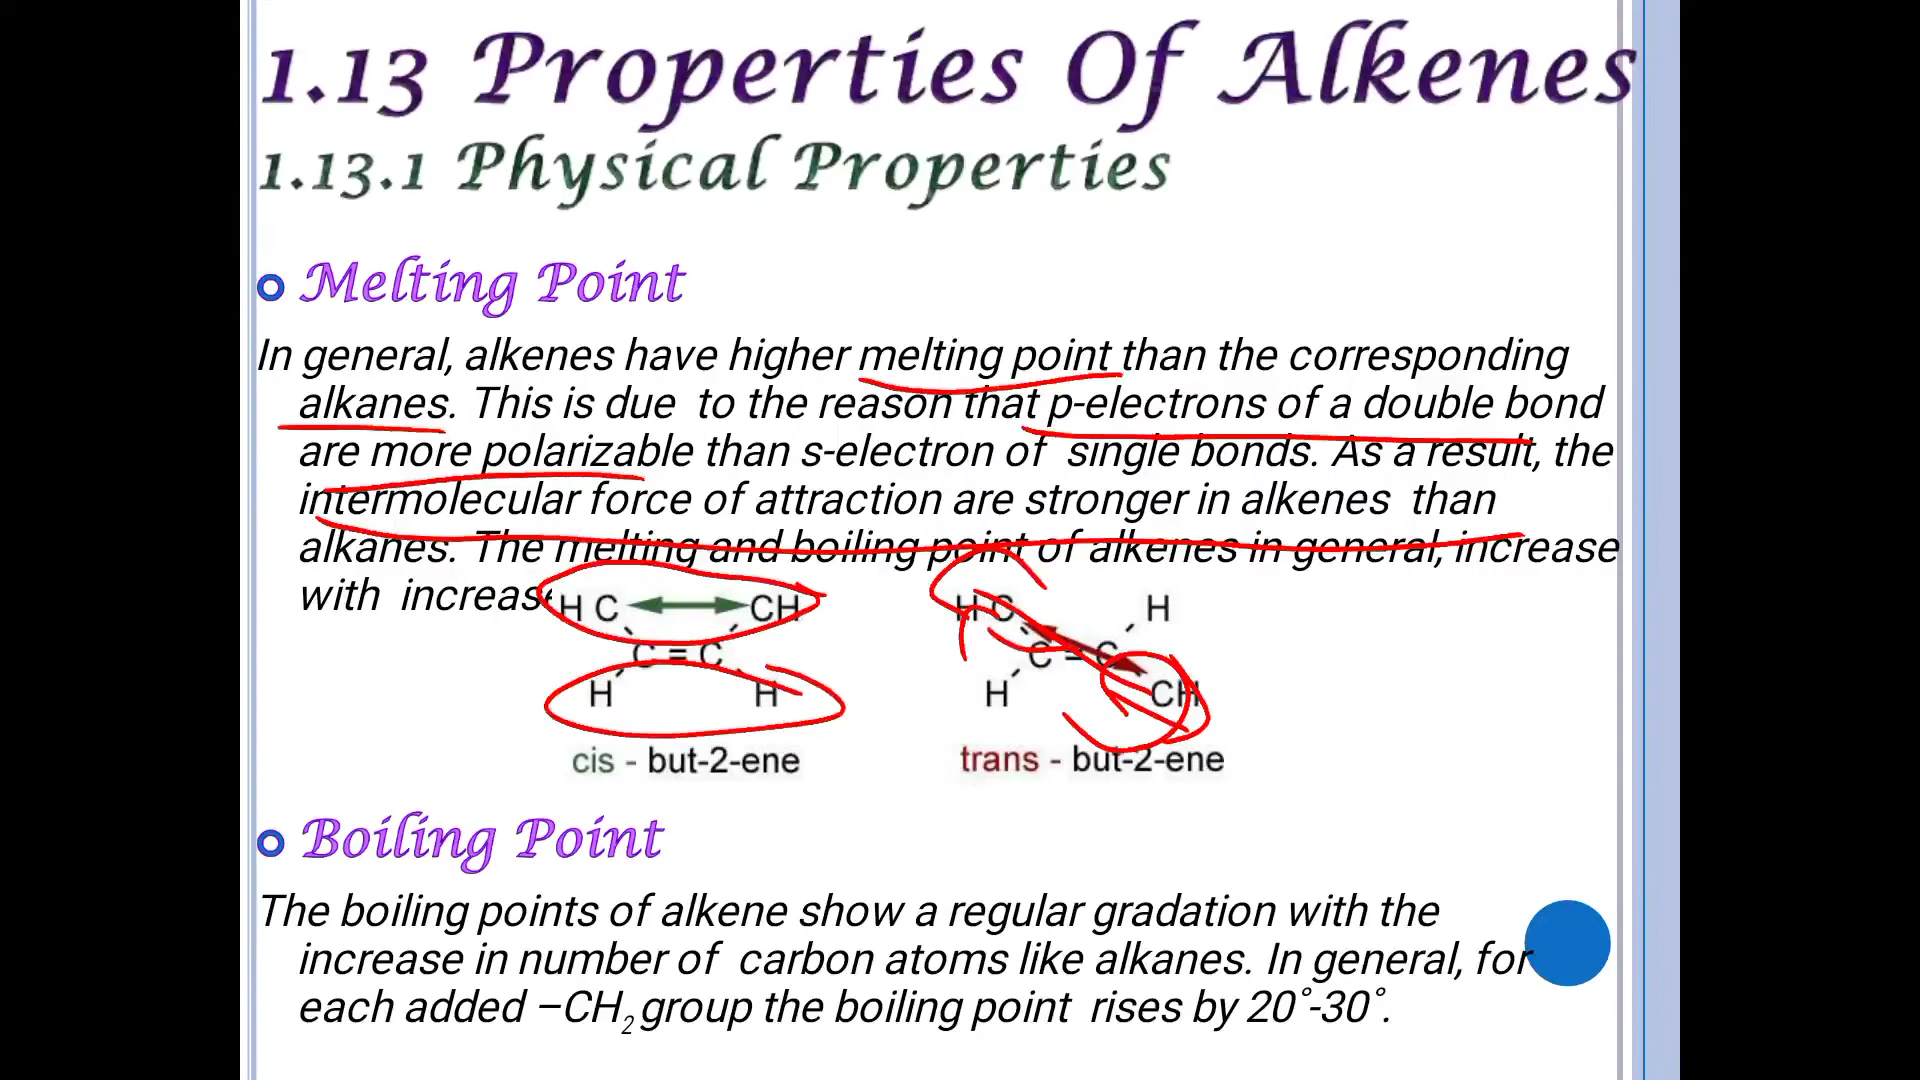 1.13 Properties Of Alkenes
1.13.1 Physical Properties
Melting Point
In general, alkenes have higher melting point than the corresponding
alkanes. This is due to the reason that p-electrons of a double bond
are more polarizable than s-electron of single bonds. As a result, the
intermolecular force of attraction are stronger in alkenes than
alkanes. The melting and boiling point of alkenes in general, increase
with increas
H C CH H C H
C = C C = C
H H H CH
cis - but-2-ene trans - but-2-ene
Boiling Point
The boiling points of alkene show a regular gradation with the
increase in number of carbon atoms like alkanes. In general, for
each added –CH2 group the boiling point rises by 20˚-30˚.